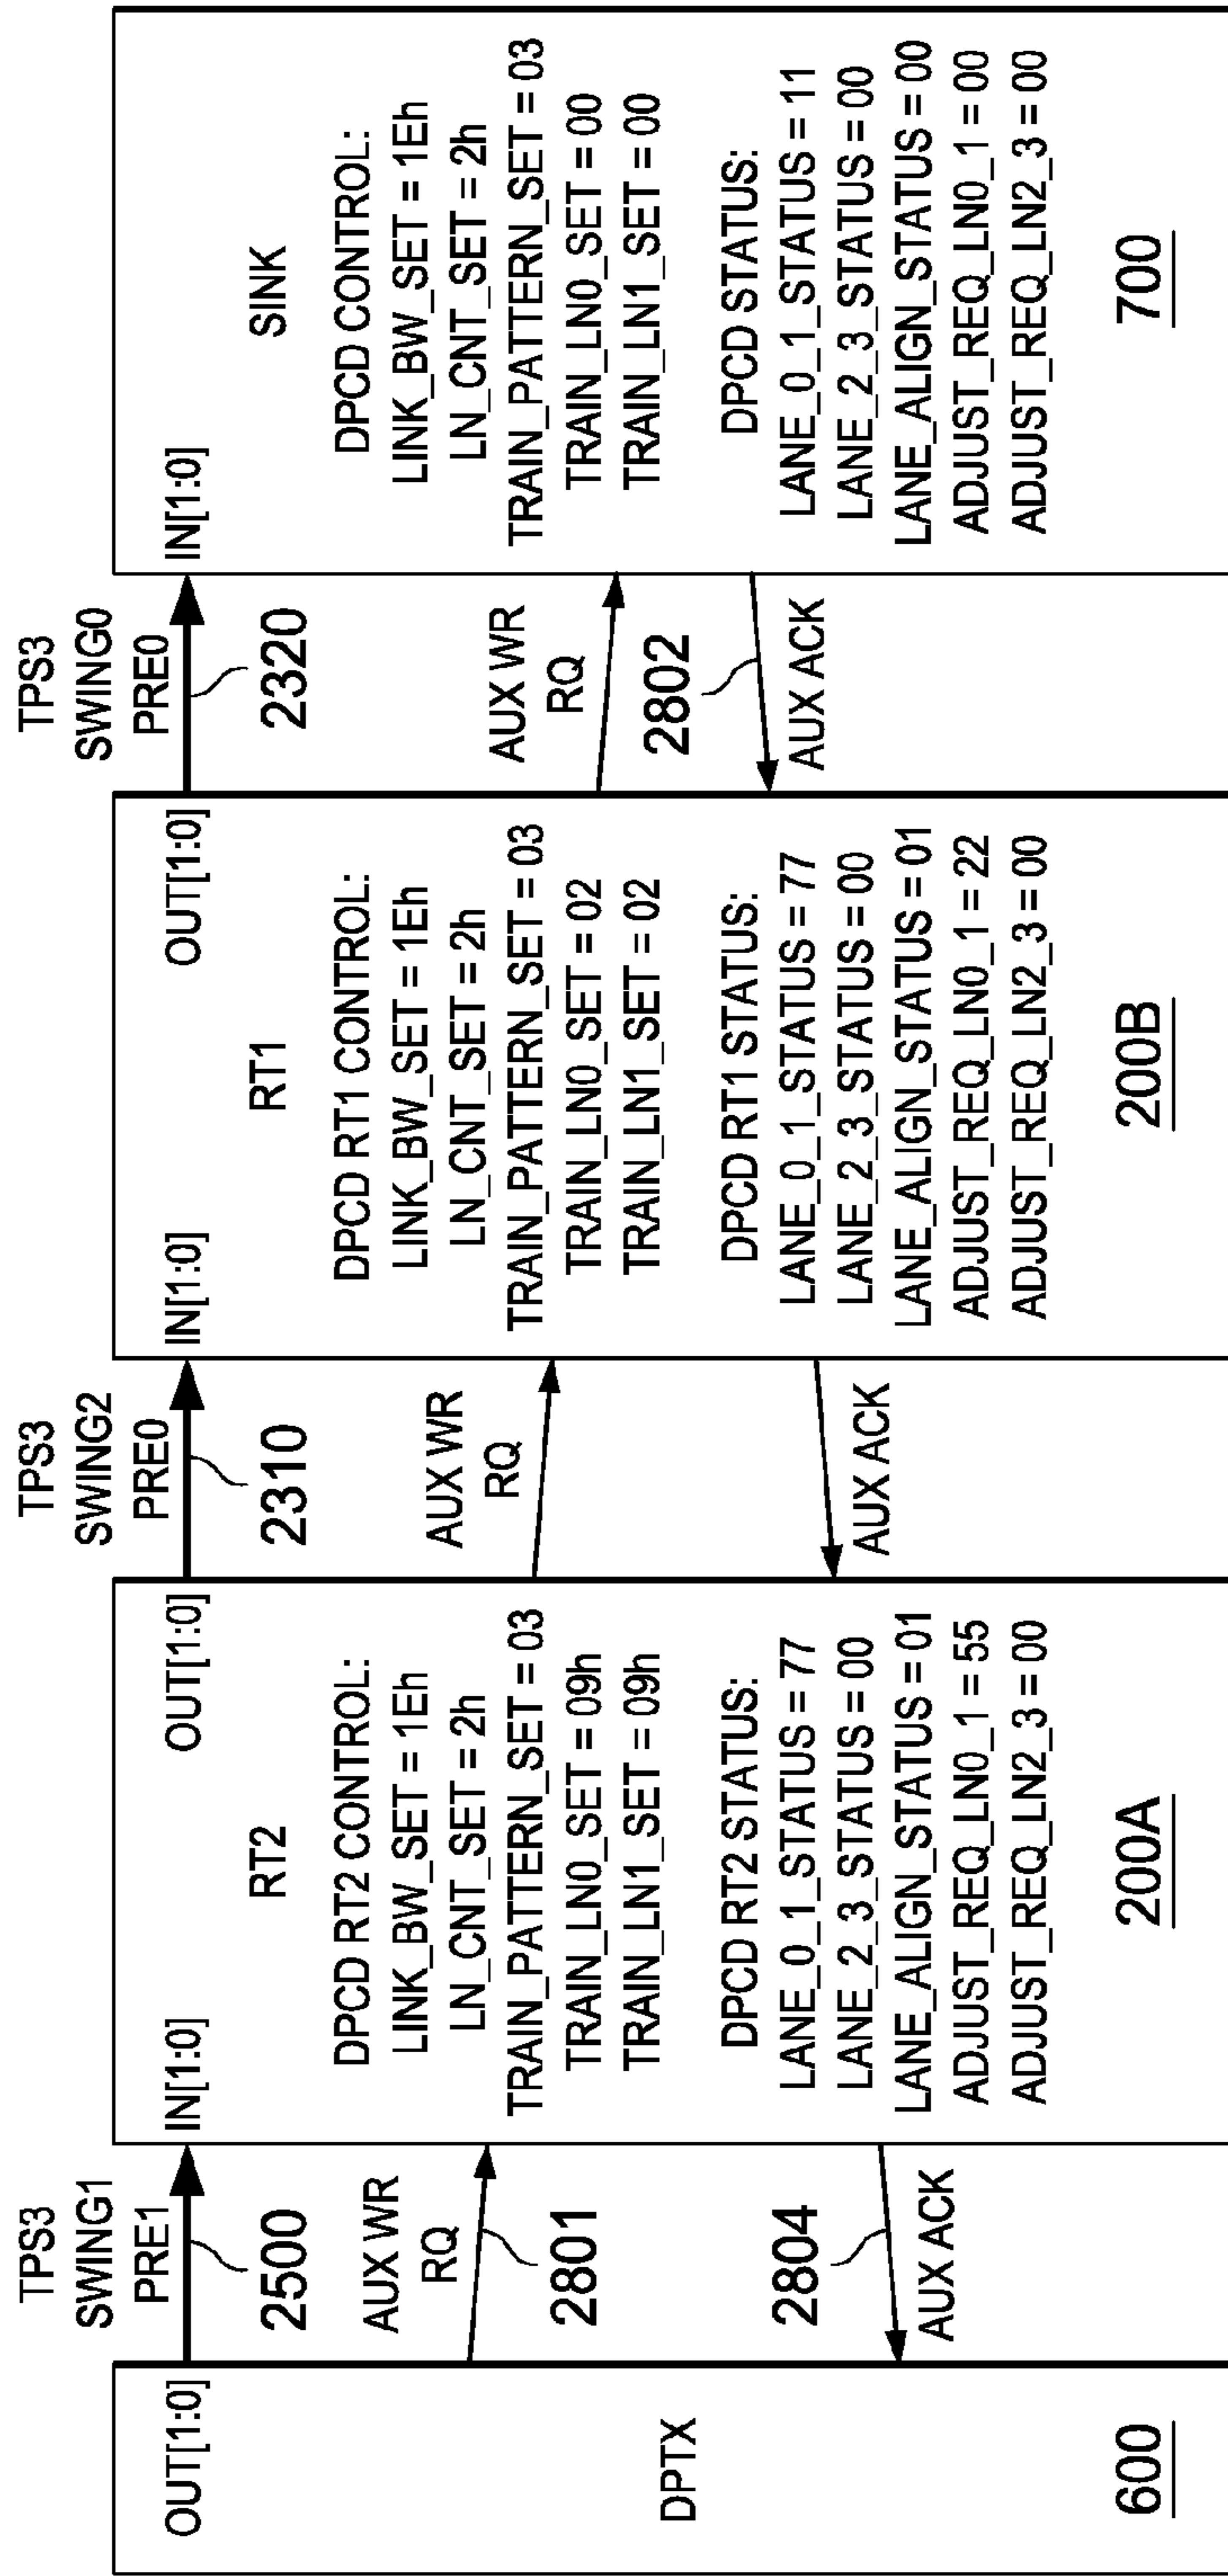 OUT[1:0]
DPTX
600
TPS3
SWING1
PRE1
2500
AUX WR
RQ
2801
2804
AUX ACK
IN[1:0]
OUT[1:0]
RT2
DPCD RT2 CONTROL:
LINK_BW_SET = 1Eh
LN_CNT_SET = 2h
TRAIN_PATTERN_SET = 03
TRAIN_LN0_SET = 09h
TRAIN_LN1_SET = 09h
DPCD RT2 STATUS:
LANE_0_1_STATUS = 77
LANE_2_3_STATUS = 00
LANE_ALIGN_STATUS = 01
ADJUST_REQ_LN0_1 = 55
ADJUST_REQ_LN2_3 = 00
200A
TPS3
SWING2
PRE0
2310
AUX WR
RQ
AUX ACK
IN[1:0]
OUT[1:0]
RT1
DPCD RT1 CONTROL:
LINK_BW_SET = 1Eh
LN_CNT_SET = 2h
TRAIN_PATTERN_SET = 03
TRAIN_LN0_SET = 02
TRAIN_LN1_SET = 02
DPCD RT1 STATUS:
LANE_0_1_STATUS = 77
LANE_2_3_STATUS = 00
LANE_ALIGN_STATUS = 01
ADJUST_REQ_LN0_1 = 22
ADJUST_REQ_LN2_3 = 00
200B
TPS3
SWING0
PRE0
2320
AUX WR
RQ
2802
AUX ACK
IN[1:0]
SINK
DPCD CONTROL:
LINK_BW_SET = 1Eh
LN_CNT_SET = 2h
TRAIN_PATTERN_SET = 03
TRAIN_LN0_SET = 00
TRAIN_LN1_SET = 00
DPCD STATUS:
LANE_0_1_STATUS = 11
LANE_2_3_STATUS = 00
LANE_ALIGN_STATUS = 00
ADJUST_REQ_LN0_1 = 00
ADJUST_REQ_LN2_3 = 00
700